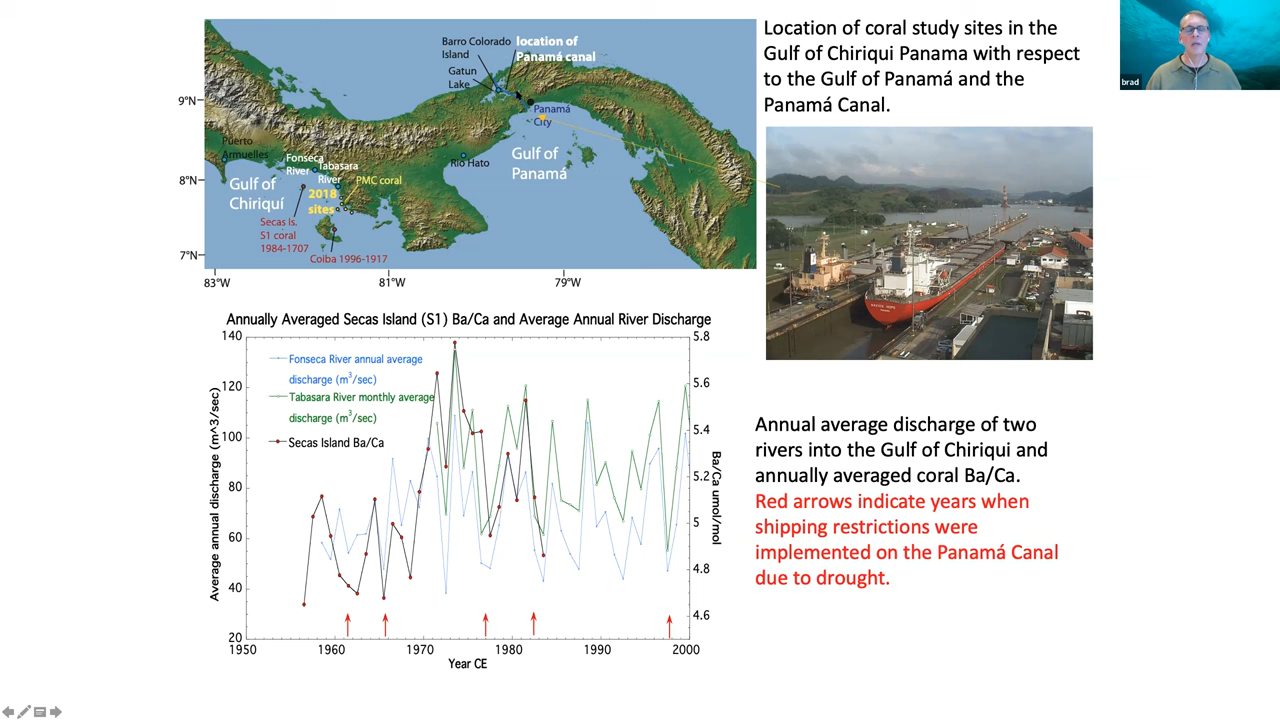 Location of coral study sites in the
Gulf of Chiriqui Panama with respect
to the Gulf of Panamá and the
Panamá Canal.
brad
Barro Colorado
Island
location of
Panamá canal
Gatun
Lake
9°N
Panamá
City
Puerto
Armuelles
Fonseca
River
Tabasara
River
Rio Hato
Gulf of
Panamá
8°N
PMC coral
Gulf of
Chiriquí
2018
sites
Secas Is.
S1 coral
1984-1707
7°N
Coiba 1996-1917
83°W
81°W
79°W
Annually Averaged Secas Island (S1) Ba/Ca and Average Annual River Discharge
140
120
100
80
60
40
20
Average annual discharge (m^3/sec)
Fonseca River annual average
discharge (m³/sec)
Tabasara River monthly average
discharge (m³/sec)
Secas Island Ba/Ca
5.8
5.6
5.4
5.2
5
4.8
4.6
Ba/Ca umol/mol
1950
1960
1970
1980
1990
2000
Year CE
Annual average discharge of two
rivers into the Gulf of Chiriqui and
annually averaged coral Ba/Ca.
Red arrows indicate years when
shipping restrictions were
implemented on the Panamá Canal
due to drought.